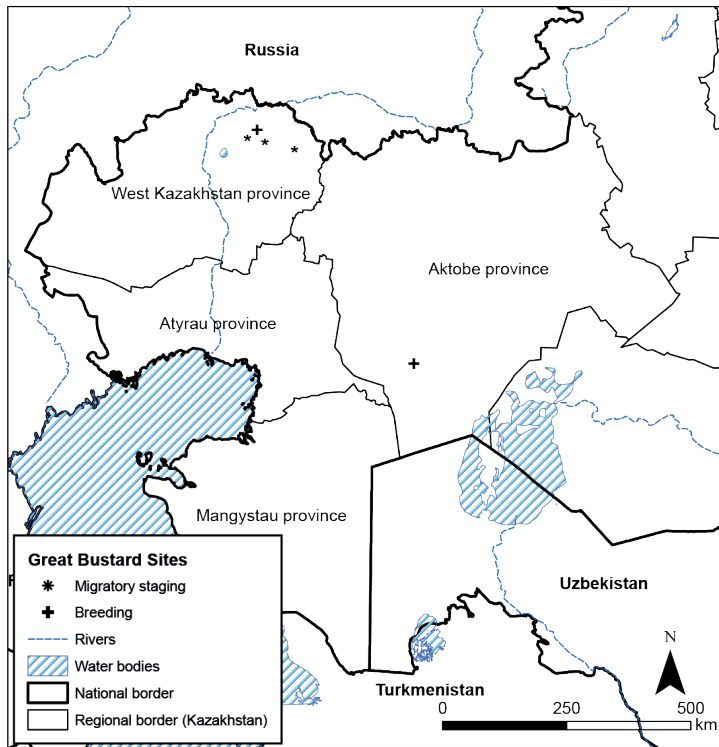 Russia
West Kazakhstan province
Aktobe province
Atyrau province
Mangystau province
Great Bustard Sites
Migratory staging
Breeding
Rivers
Water bodies
National border
Regional border (Kazakhstan)
Uzbekistan
Turkmenistan
N
0 250 500
km